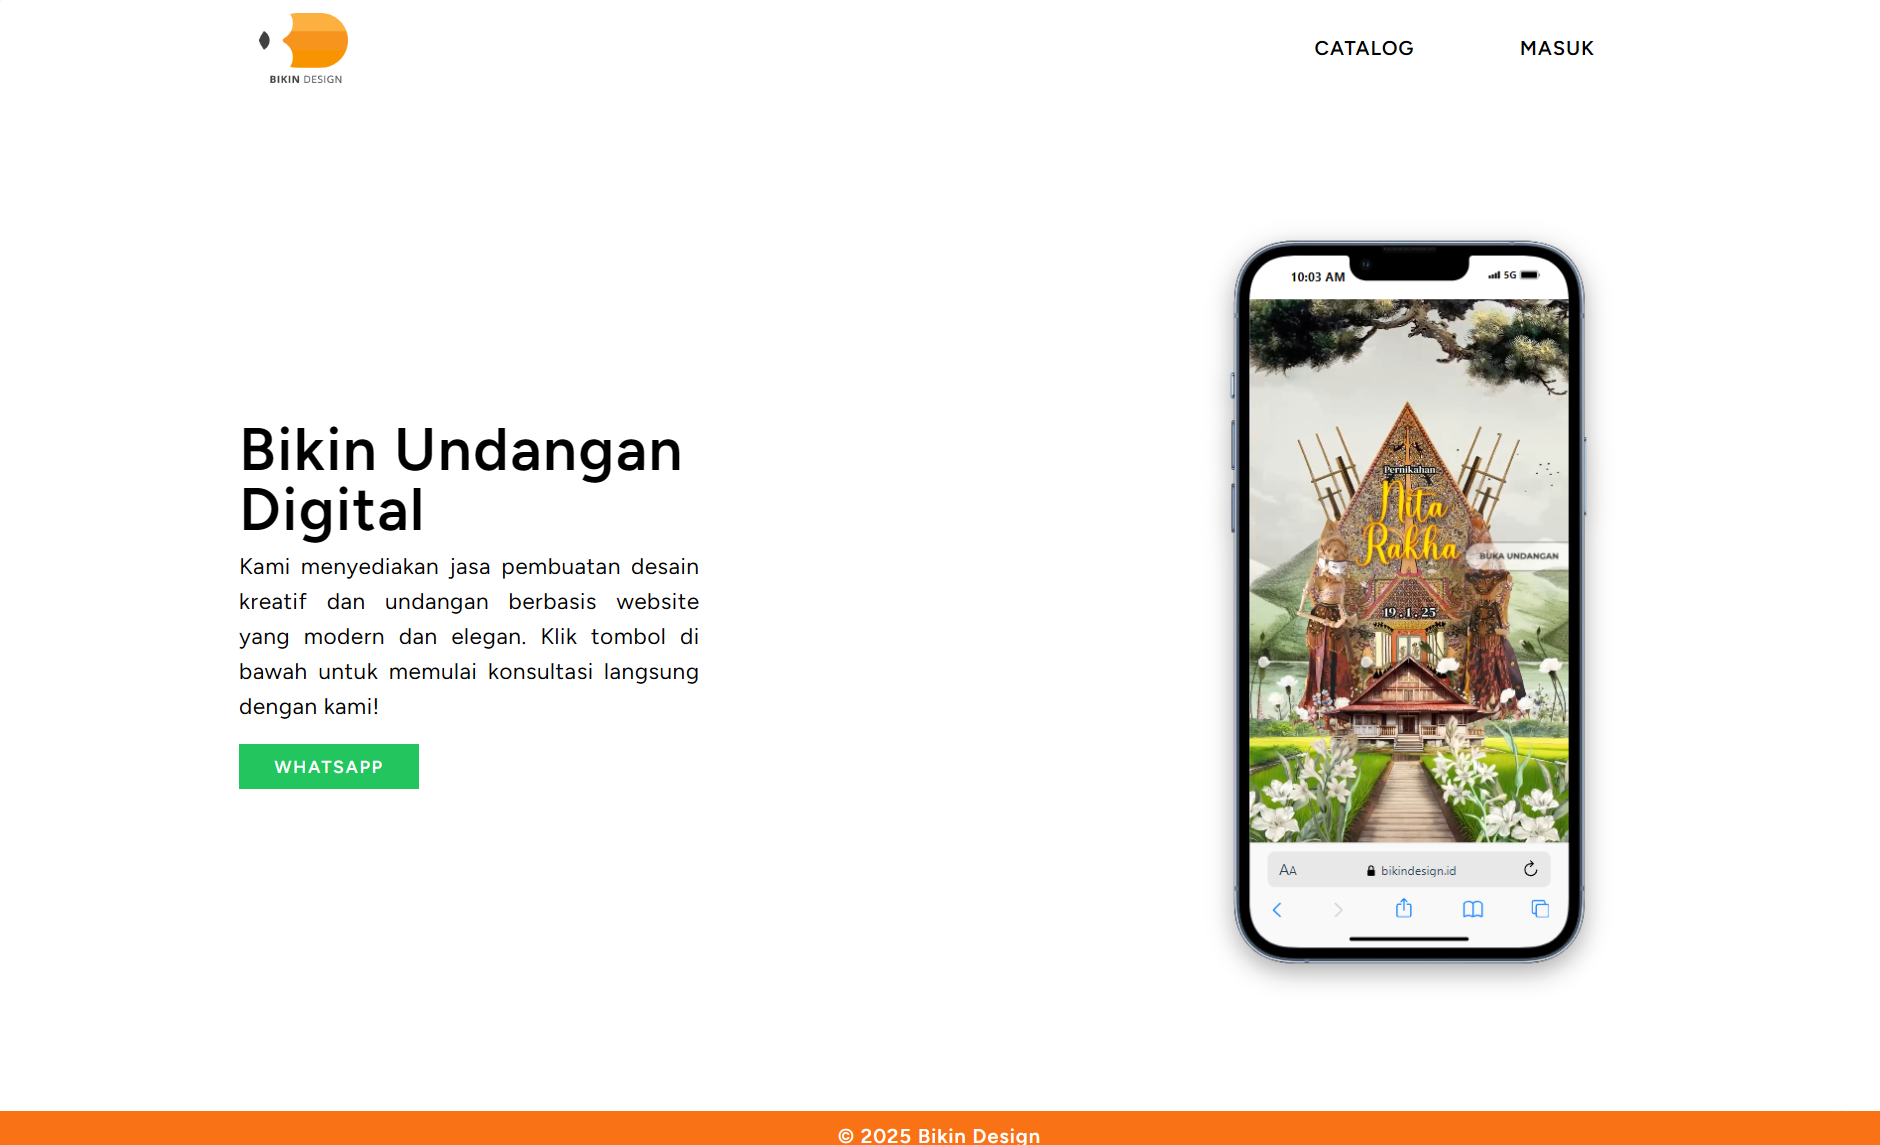 BIKIN DESIGN
CATALOG
MASUK
Bikin Undangan
Digital
Kami menyediakan jasa pembuatan desain
kreatif dan undangan berbasis website
yang modern dan elegan. Klik tombol di
bawah untuk memulai konsultasi langsung
dengan kami!
WHATSAPP
10:03 AM
5G
Pernikahan
Nita
Rakha
BUKA UNDANGAN
19.1.25
AA
bikindesign.id
© 2025 Bikin Design